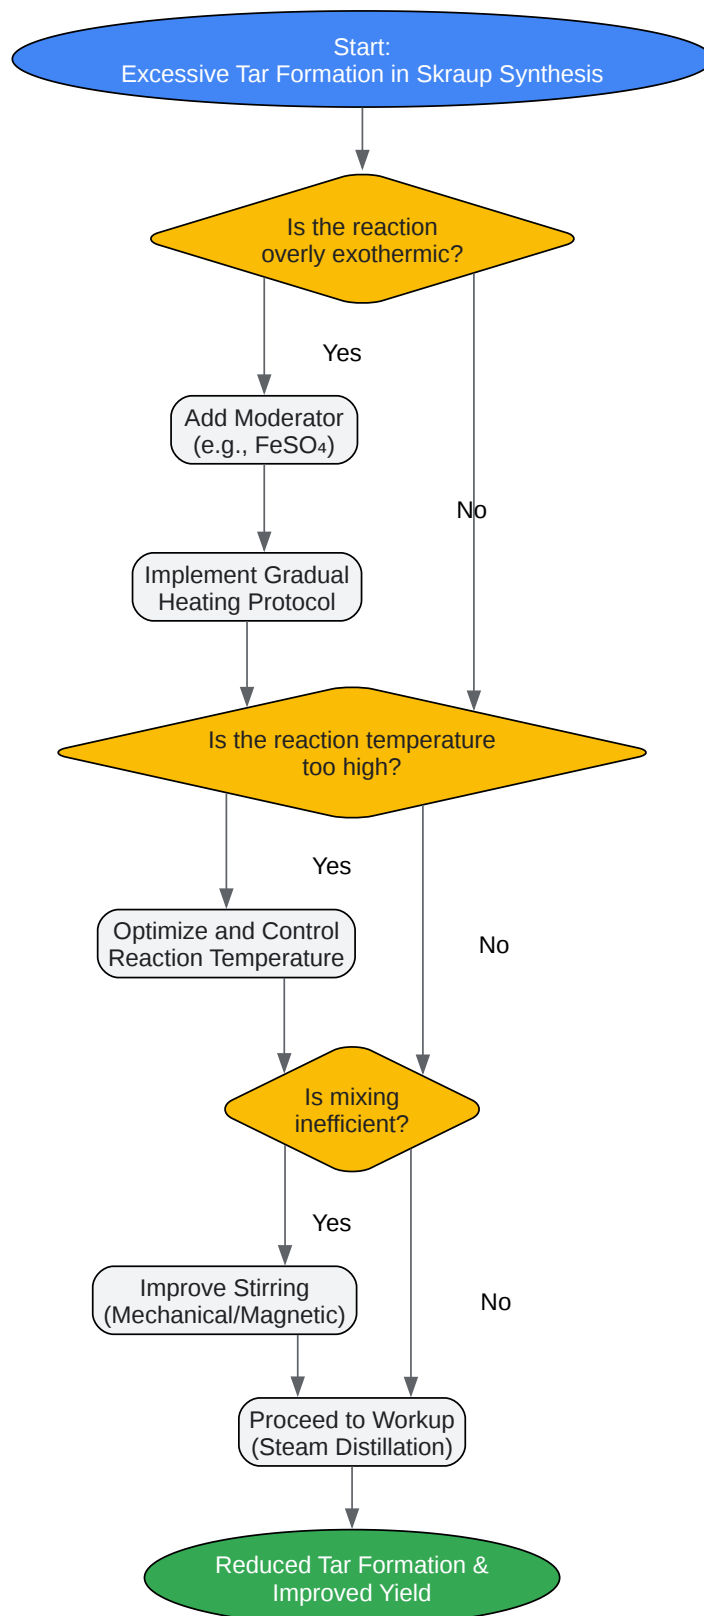 Start:
Excessive Tar Formation in Skraup Synthesis
Is the reaction
overly exothermic?
Yes
Add Moderator
(e.g., FeSO₄)
No
Implement Gradual
Heating Protocol
Is the reaction temperature
too high?
Yes
Optimize and Control
Reaction Temperature
No
Is mixing
inefficient?
Yes
Improve Stirring
(Mechanical/Magnetic)
No
Proceed to Workup
(Steam Distillation)
Reduced Tar Formation &
Improved Yield